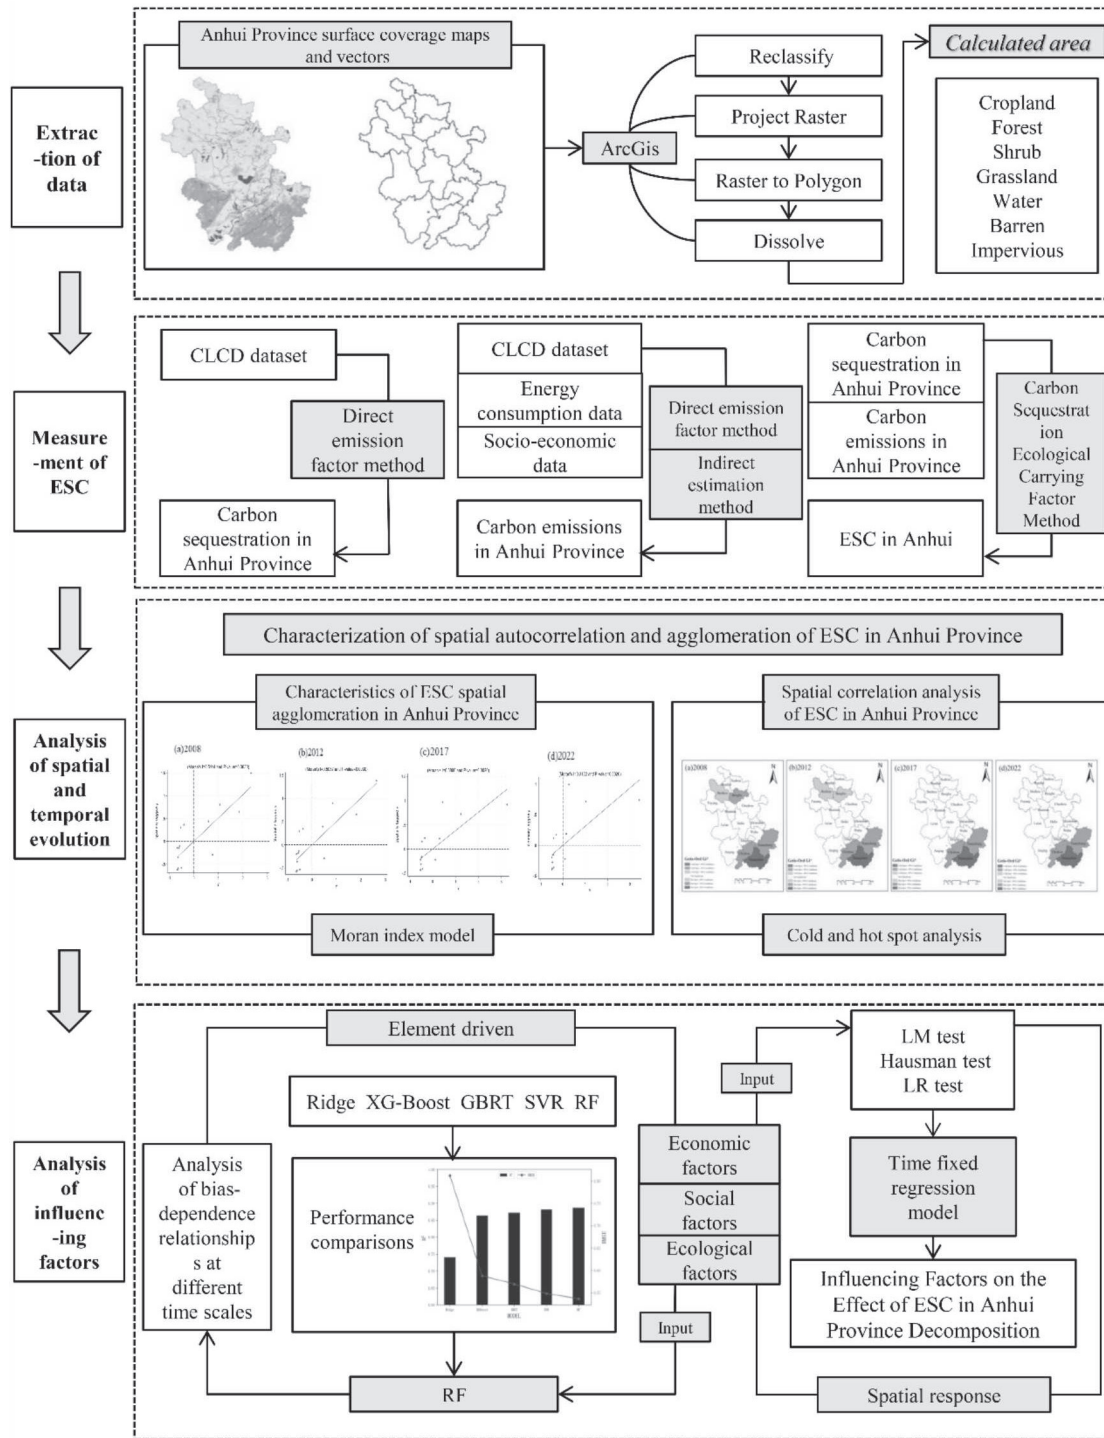 Anhui Province surface coverage maps
and vectors
Extrac
-tion of
data
ArcGis
Reclassify
Project Raster
Raster to Polygon
Dissolve
Calculated area
Cropland
Forest
Shrub
Grassland
Water
Barren
Impervious
Measure
-ment of
ESC
CLCD dataset
Direct
emission
factor method
Carbon
sequestration in
Anhui Province
CLCD dataset
Energy
consumption data
Socio-economic
data
Direct emission
factor method
Indirect
estimation
method
Carbon emissions
in Anhui Province
Carbon
sequestration in
Anhui Province
Carbon
emissions in
Anhui Province
Carbon
Sequestrat
ion
Ecological
Carrying
Factor
Method
ESC in Anhui
Analysis
of spatial
and
temporal
evolution
Characterization of spatial autocorrelation and agglomeration of ESC in Anhui Province
Characteristics of ESC spatial
agglomeration in Anhui Province
(a)2008
(b)2012
(c)2017
(d)2022
Moran index model
Spatial correlation analysis
of ESC in Anhui Province
(a)2008
(b)2012
(c)2017
(d)2022
Cold and hot spot analysis
Analysis
of
influenc
-ing
factors
Element driven
Ridge XG-Boost GBRT SVR RF
Analysis
of bias-
dependence
relationship
s at
different
time scales
Performance
comparisons
RF
Input
Economic
factors
Social
factors
Ecological
factors
Input
LM test
Hausman test
LR test
Time fixed
regression
model
Influencing Factors on the
Effect of ESC in Anhui
Province Decomposition
Spatial response